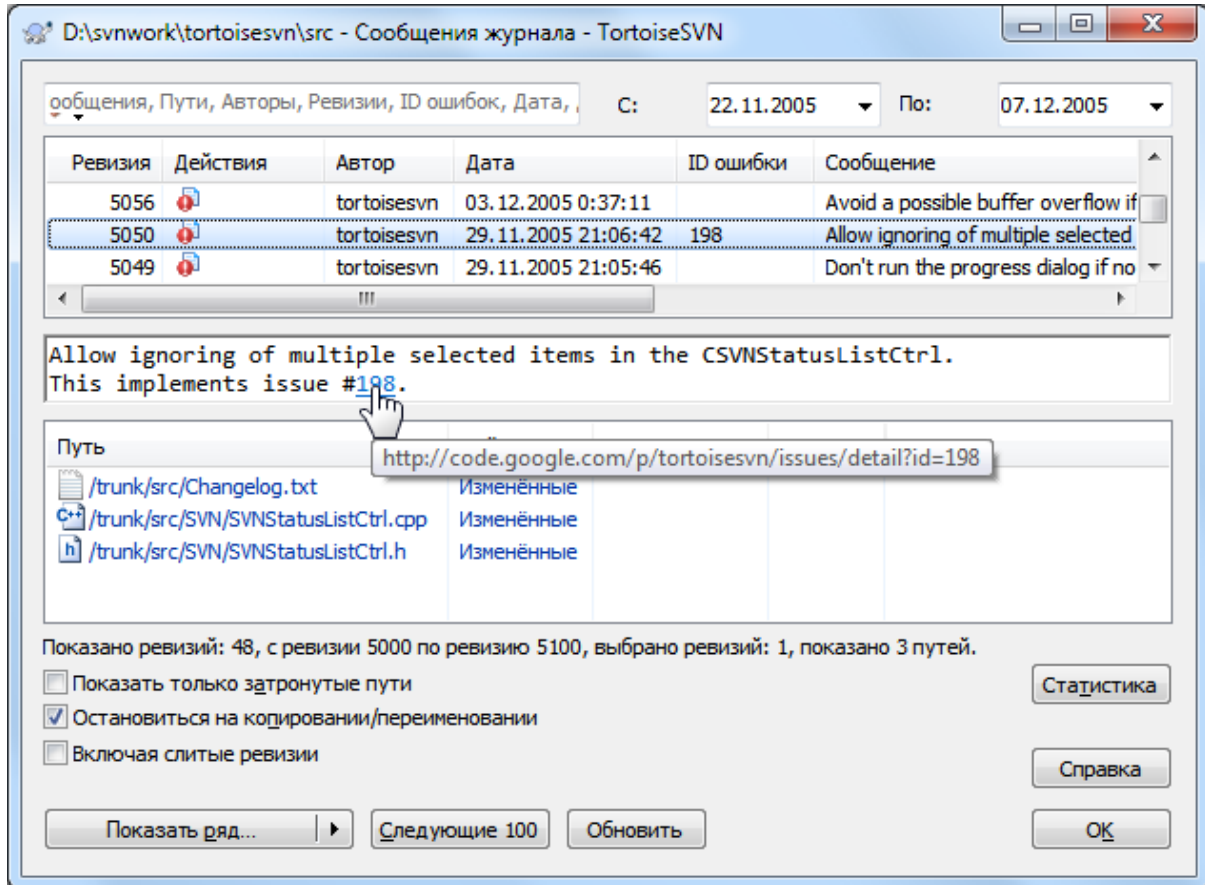 D:\svnwork\tortoisesvn\src - Сообщения журнала - TortoiseSVN
ообщения, Пути, Авторы, Ревизии, ID ошибок, Дата, С: 22.11.2005 По: 07.12.2005
Ревизия Действия Автор Дата ID ошибки Сообщение
5056 tortoisesvn 03.12.2005 0:37:11 Avoid a possible buffer overflow if
5050 tortoisesvn 29.11.2005 21:06:42 198 Allow ignoring of multiple selected
5049 tortoisesvn 29.11.2005 21:05:46 Don't run the progress dialog if no
Allow ignoring of multiple selected items in the CSVNStatusListCtrl.
This implements issue #198.
Путь
http://code.google.com/p/tortoisesvn/issues/detail?id=198
/trunk/src/Changelog.txt Изменённые
C++ /trunk/src/SVN/SVNStatusListCtrl.cpp Изменённые
h /trunk/src/SVN/SVNStatusListCtrl.h Изменённые
Показано ревизий: 48, с ревизии 5000 по ревизию 5100, выбрано ревизий: 1, показано 3 путей.
Показать только затронутые пути
Статистика
Остановиться на копировании/переименовании
Включая слитые ревизии
Справка
Показать ряд... Следующие 100 Обновить OK